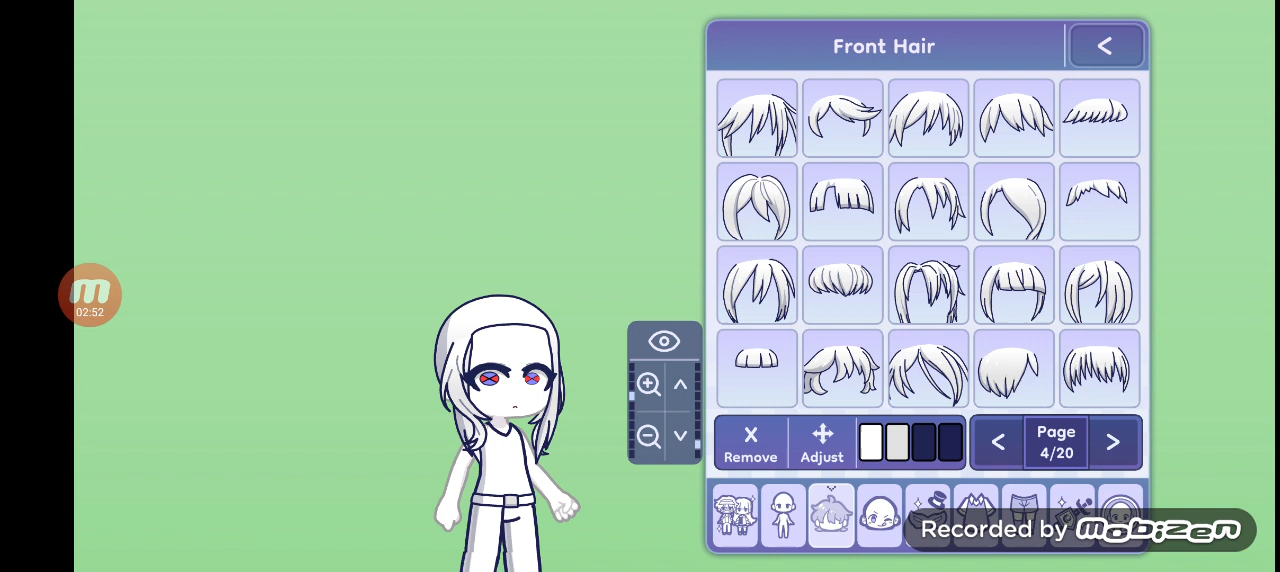 Front Hair
<
02:52
X
Remove
Adjust
<
Page
4/20
>
Recorded by mobizen